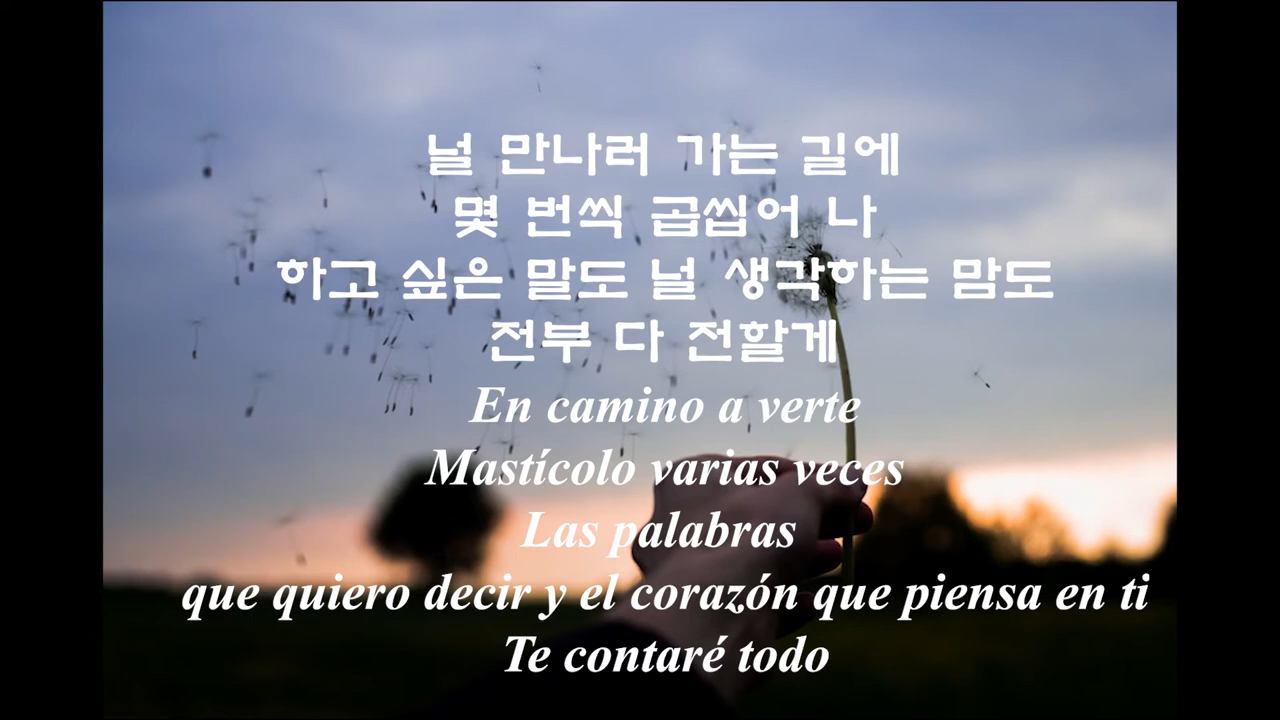 널 만나러 가는 길에
몇 번씩 곱씹어 나
하고 싶은 말도 널 생각하는 맘도
전부 다 전할게
En camino a verte
Mastícolo varias veces
Las palabras
que quiero decir y el corazón que piensa en ti
Te contaré todo